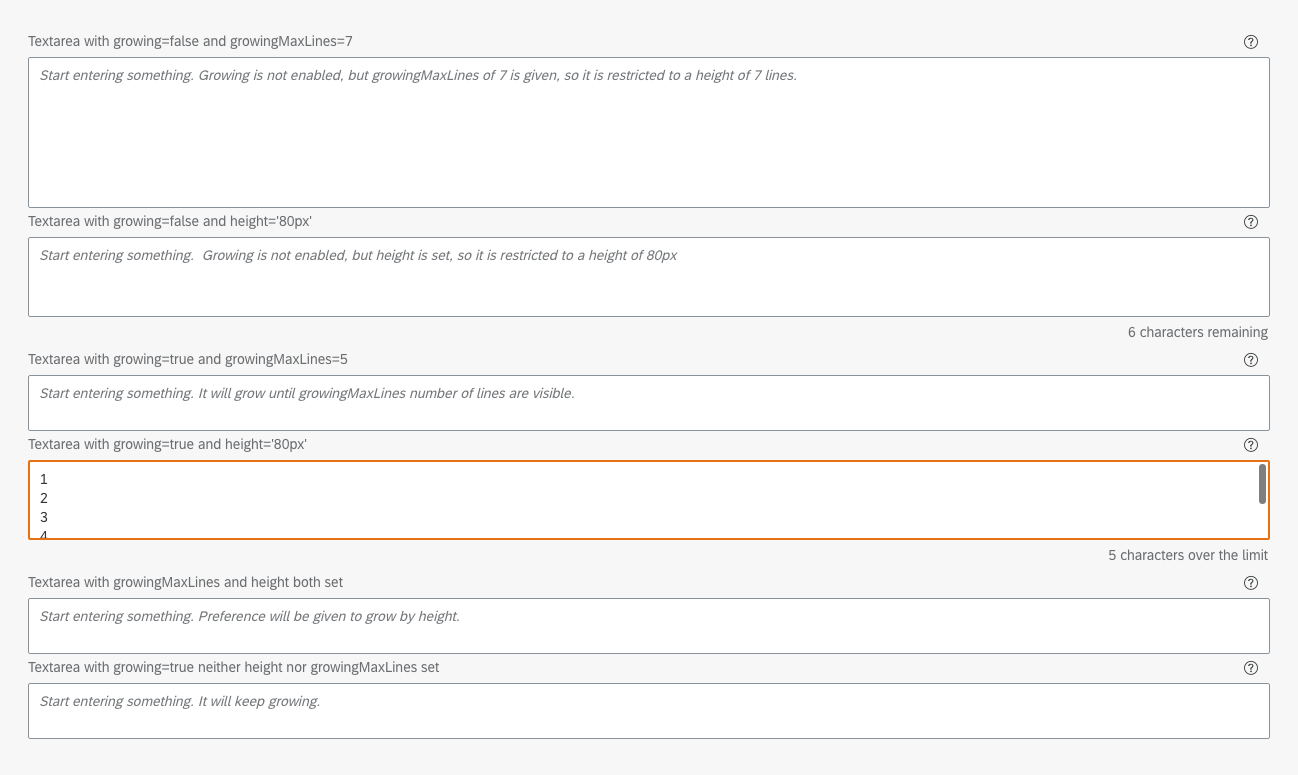 Textarea with growing=false and growingMaxLines=7
Start entering something. Growing is not enabled, but growingMaxLines of 7 is given, so it is restricted to a height of 7 lines.
Textarea with growing=false and height='80px'
Start entering something.  Growing is not enabled, but height is set, so it is restricted to a height of 80px
6 characters remaining
Textarea with growing=true and growingMaxLines=5
Start entering something. It will grow until growingMaxLines number of lines are visible.
Textarea with growing=true and height='80px'
1
2
3
4
5 characters over the limit
Textarea with growingMaxLines and height both set
Start entering something. Preference will be given to grow by height.
Textarea with growing=true neither height nor growingMaxLines set
Start entering something. It will keep growing.